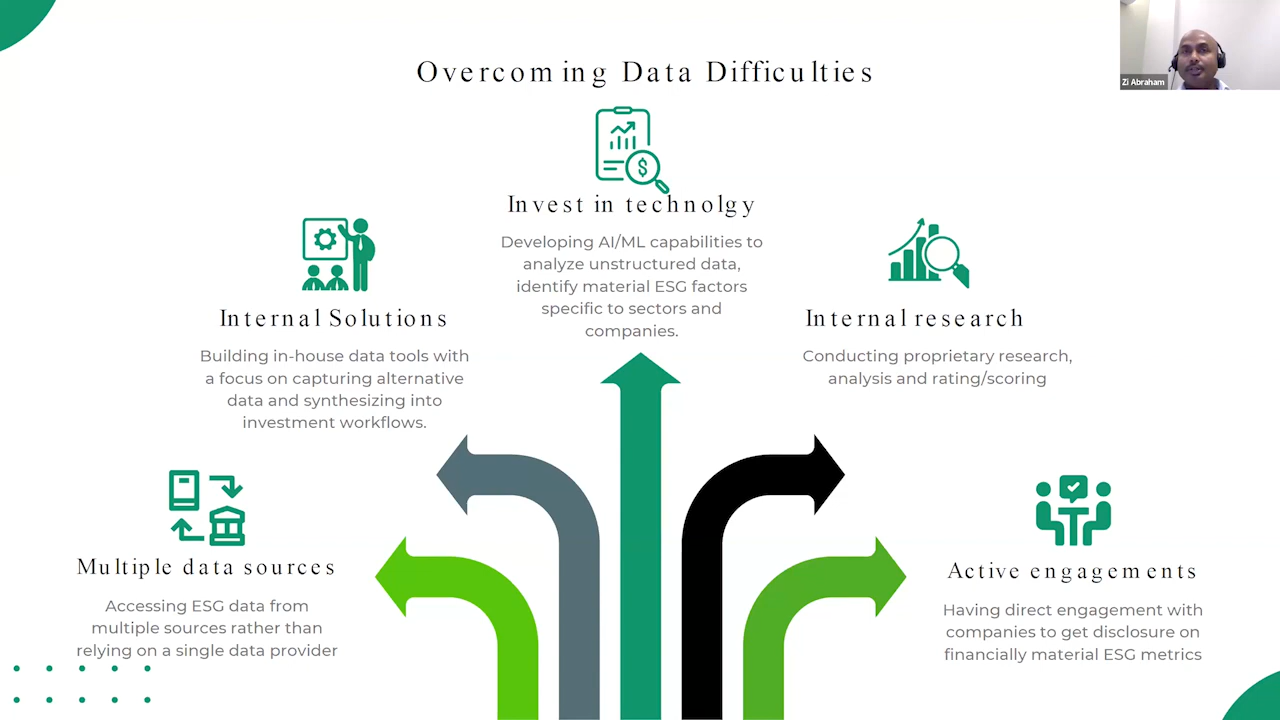 Overcoming Data Difficulties
Zi Abraham
$
Invest in technolgy
Developing AI/ML capabilities to
analyze unstructured data,
identify material ESG factors
specific to sectors and
companies.
Internal Solutions
Building in-house data tools with
a focus on capturing alternative
data and synthesizing into
investment workflows.
Internal research
Conducting proprietary research,
analysis and rating/scoring
Multiple data sources
Accessing ESG data from
multiple sources rather than
relying on a single data provider
Active engagements
Having direct engagement with
companies to get disclosure on
financially material ESG metrics